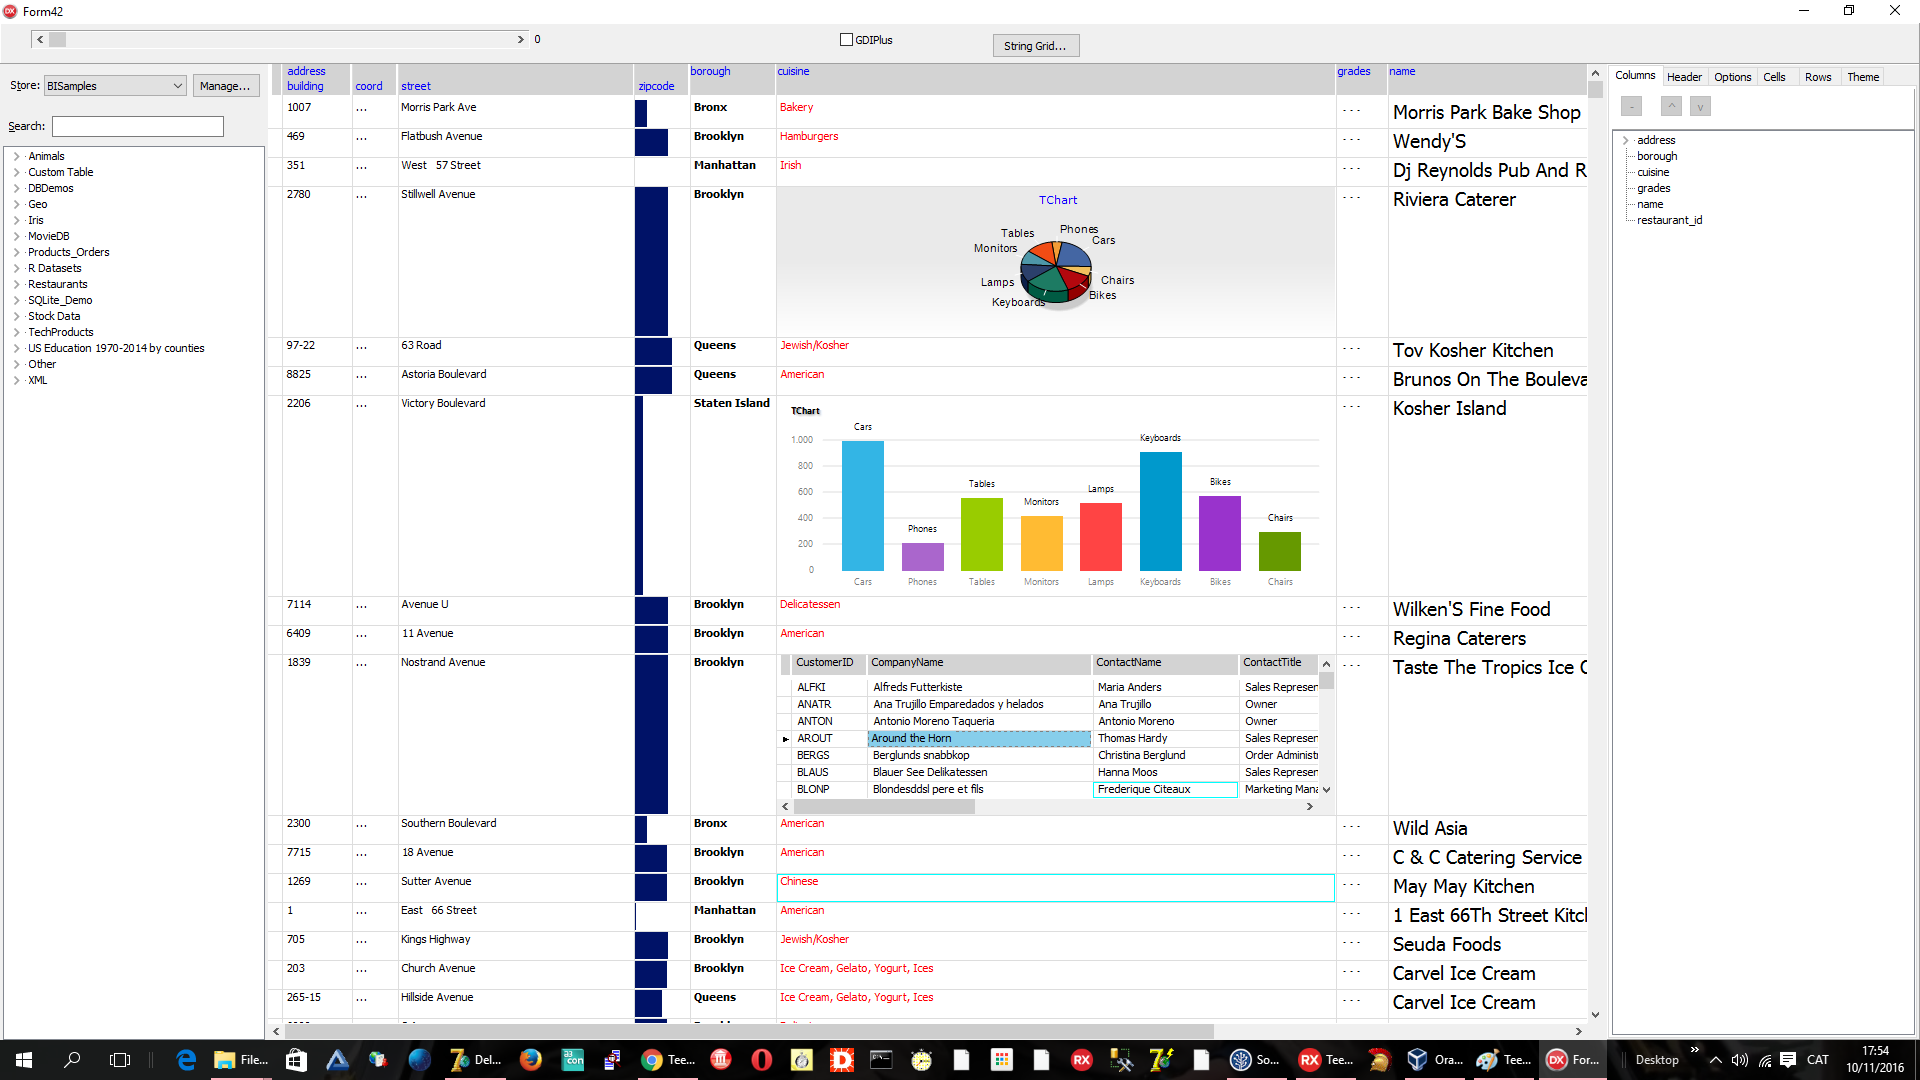 Form42
0
GDIPlus
String Grid...
Store:
BISamples
Manage...
Search:
Animals
Custom Table
DBDemos
Geo
Iris
MovieDB
Products_Orders
R Datasets
Restaurants
SQLite_Demo
Stock Data
TechProducts
US Education 1970-2014 by counties
Other
XML
address borough cuisine grades name
building coord street zipcode
1007 ... Morris Park Ave Bronx Bakery - - - Morris Park Bake Shop
469 ... Flatbush Avenue Brooklyn Hamburgers - - - Wendy'S
351 ... West 57 Street Manhattan Irish - - - Dj Reynolds Pub And R
2780 ... Stillwell Avenue Brooklyn - - - Riviera Caterer
TChart
Phones
Tables
Cars
Monitors
Lamps
Chairs
Bikes
Keyboards
97-22 ... 63 Road Queens Jewish/Kosher - - - Tov Kosher Kitchen
8825 ... Astoria Boulevard Queens American - - - Brunos On The Bouleva
2206 ... Victory Boulevard Staten Island - - - Kosher Island
TChart
1.000
800
600
400
200
0
Cars
Phones
Tables
Monitors
Lamps
Keyboards
Bikes
Chairs
Cars Phones Tables Monitors Lamps Keyboards Bikes Chairs
7114 ... Avenue U Brooklyn Delicatessen - - - Wilken'S Fine Food
6409 ... 11 Avenue Brooklyn American - - - Regina Caterers
1839 ... Nostrand Avenue Brooklyn - - - Taste The Tropics Ice C
CustomerID CompanyName ContactName ContactTitle
ALFKI Alfreds Futterkiste Maria Anders Sales Represen
ANATR Ana Trujillo Emparedados y helados Ana Trujillo Owner
ANTON Antonio Moreno Taqueria Antonio Moreno Owner
AROUT Around the Horn Thomas Hardy Sales Represen
BERGS Berglunds snabbkop Christina Berglund Order Administr
BLAUS Blauer See Delikatessen Hanna Moos Sales Represen
BLONP Blondesddsl pere et fils Frederique Citeaux Marketing Mana
2300 ... Southern Boulevard Bronx American - - - Wild Asia
7715 ... 18 Avenue Brooklyn American - - - C & C Catering Service
1269 ... Sutter Avenue Brooklyn Chinese - - - May May Kitchen
1 ... East 66 Street Manhattan American - - - 1 East 66Th Street Kitcl
705 ... Kings Highway Brooklyn Jewish/Kosher - - - Seuda Foods
203 ... Church Avenue Brooklyn Ice Cream, Gelato, Yogurt, Ices - - - Carvel Ice Cream
265-15 ... Hillside Avenue Queens Ice Cream, Gelato, Yogurt, Ices - - - Carvel Ice Cream
Columns Header Options Cells Rows Theme
- ^ v
address
borough
cuisine
grades
name
restaurant_id
File... Del... Tee... So... Tee... Ora... Tee... For... Desktop CAT
17:54
10/11/2016